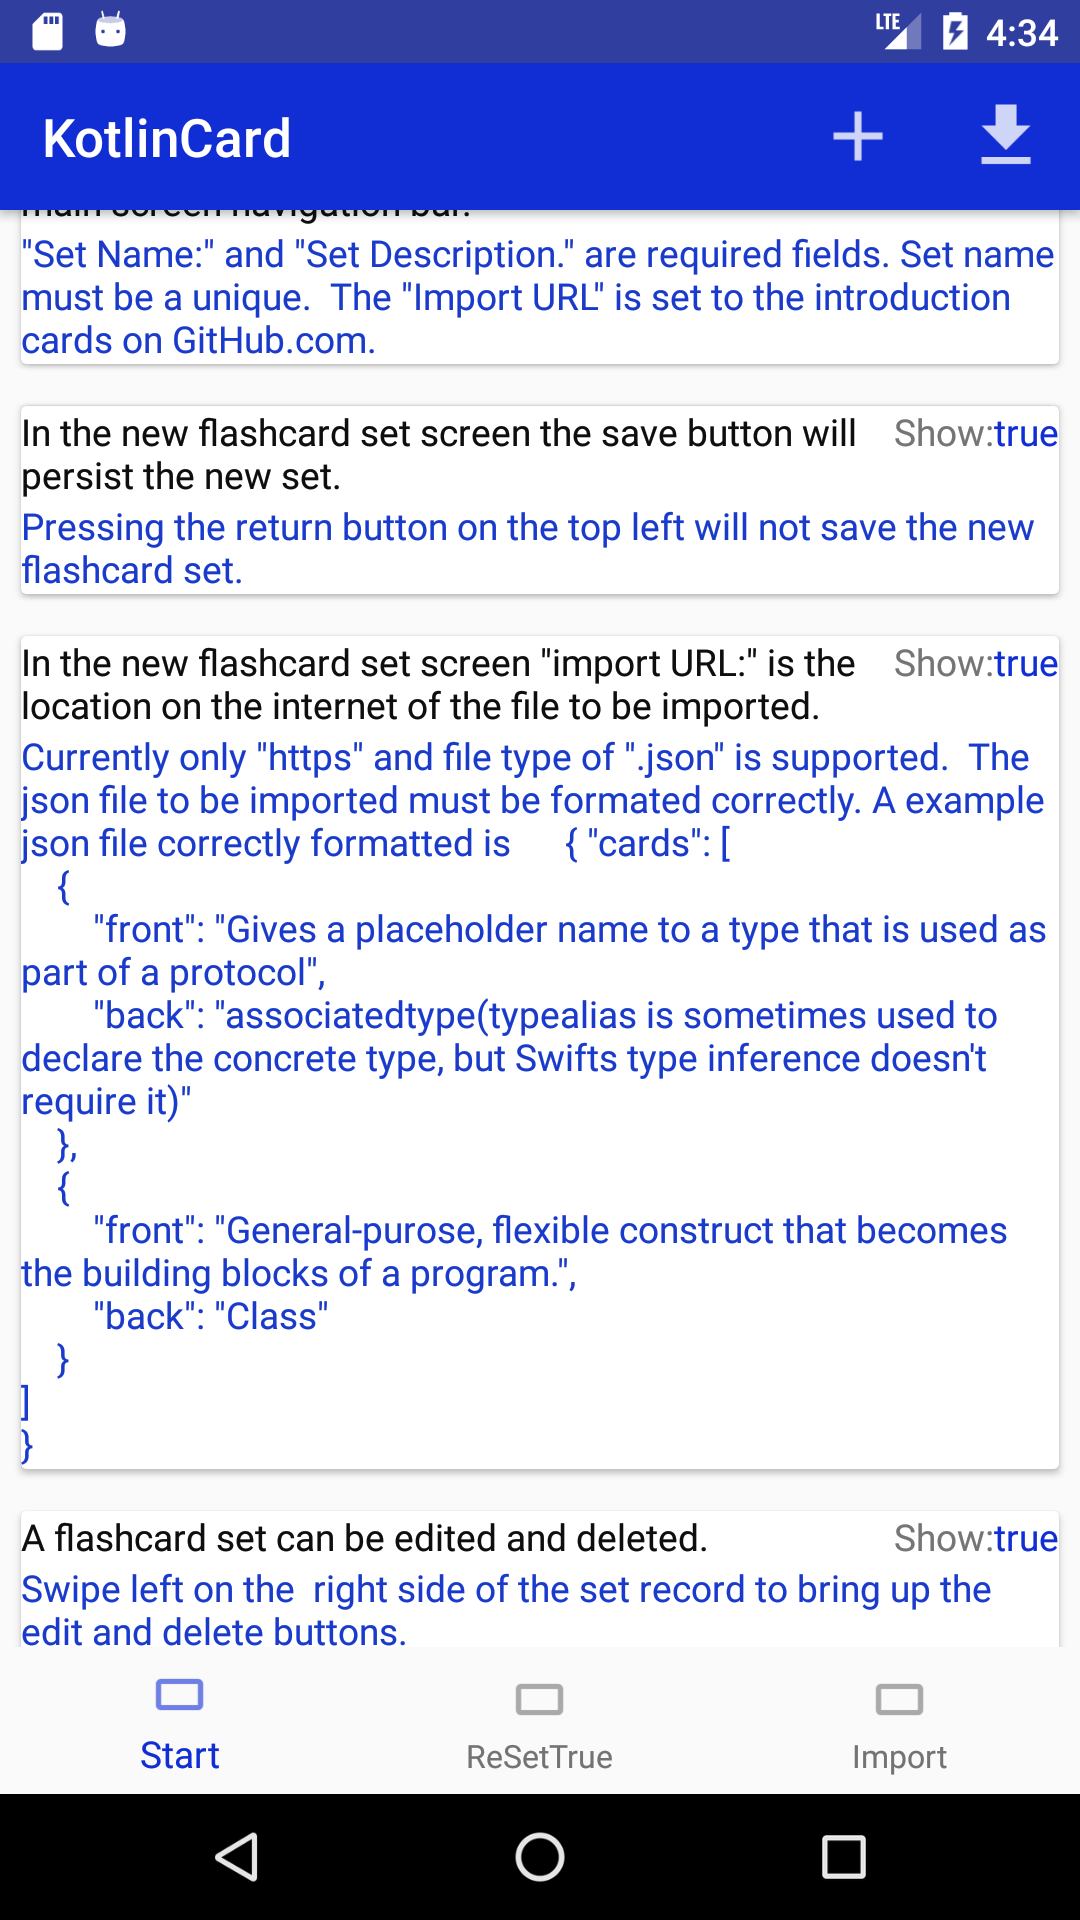 LTE 4:34
KotlinCard
main screen navigation bar.
"Set Name:" and "Set Description." are required fields. Set name
must be a unique.  The "Import URL" is set to the introduction
cards on GitHub.com.
In the new flashcard set screen the save button will Show:true
persist the new set.
Pressing the return button on the top left will not save the new
flashcard set.
In the new flashcard set screen "import URL:" is the Show:true
location on the internet of the file to be imported.
Currently only "https" and file type of ".json" is supported.  The
json file to be imported must be formated correctly. A example
json file correctly formatted is      { "cards": [
    {
        "front": "Gives a placeholder name to a type that is used as
part of a protocol",
        "back": "associatedtype(typealias is sometimes used to
declare the concrete type, but Swifts type inference doesn't
require it)"
    },
    {
        "front": "General-purose, flexible construct that becomes
the building blocks of a program.",
        "back": "Class"
    }
]
}
A flashcard set can be edited and deleted. Show:true
Swipe left on the  right side of the set record to bring up the
edit and delete buttons.
Start ReSetTrue Import